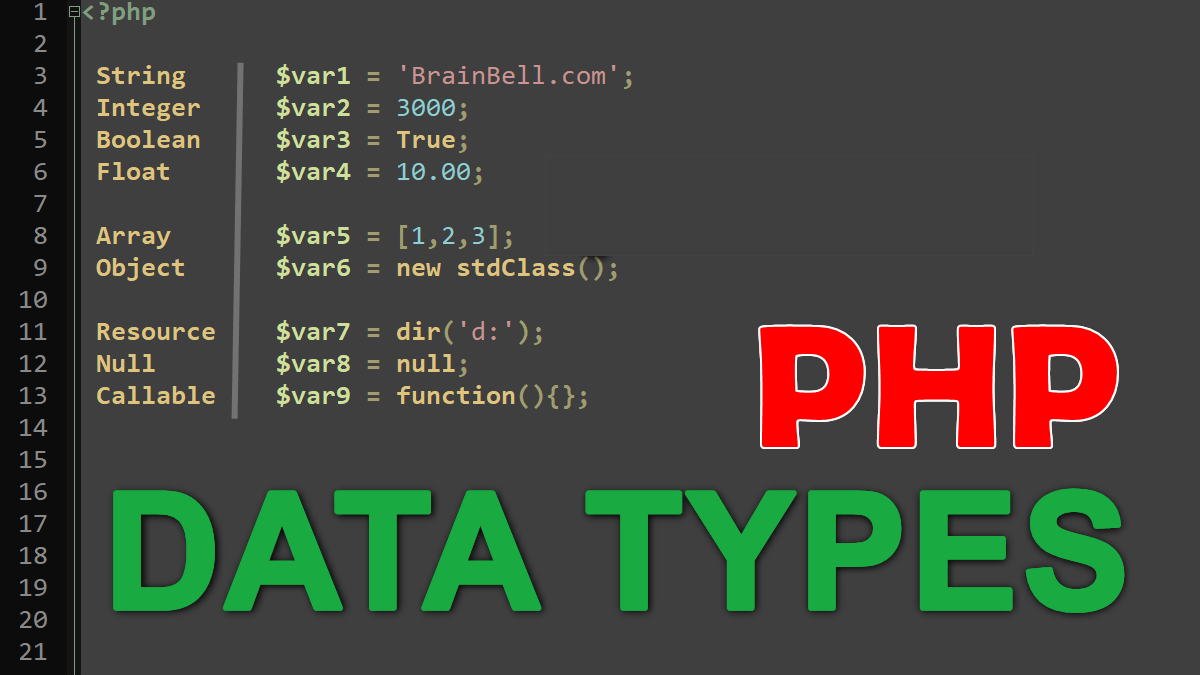 1 <?php
2
3 String $var1 = 'BrainBell.com';
4 Integer $var2 = 3000;
5 Boolean $var3 = True;
6 Float $var4 = 10.00;
7
8 Array $var5 = [1,2,3];
9 Object $var6 = new stdClass();
10
11 Resource $var7 = dir('d:');
12 Null $var8 = null;
13 Callable $var9 = function(){};
14
15
16
17
18
19
20
21
PHP
DATA TYPES